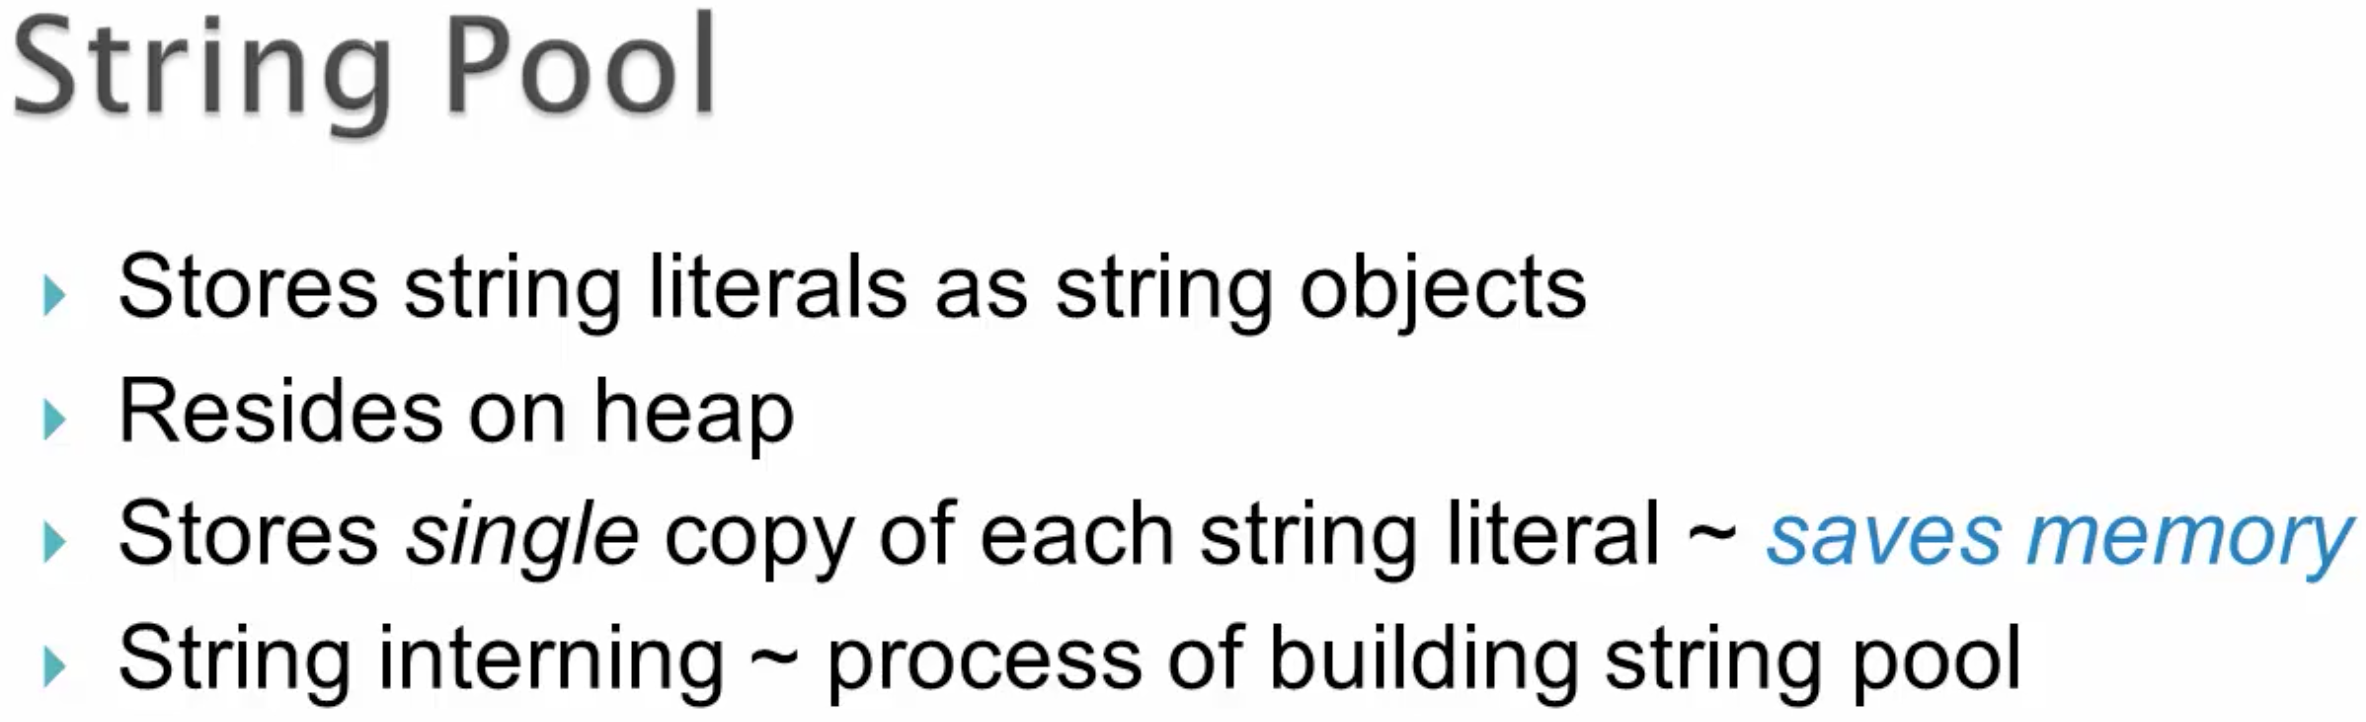 String Pool
Stores string literals as string objects
Resides on heap
Stores single copy of each string literal ~ saves memory
String interning ~ process of building string pool